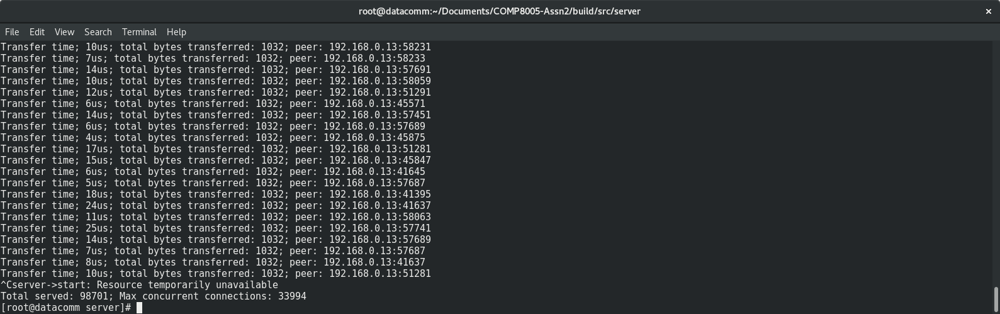 root@datacomm:~/Documents/COMP8005-Assn2/build/src/server
File Edit View Search Terminal Help
Transfer time; 10us; total bytes transferred: 1032; peer: 192.168.0.13:58231
Transfer time; 7us; total bytes transferred: 1032; peer: 192.168.0.13:58233
Transfer time; 14us; total bytes transferred: 1032; peer: 192.168.0.13:57691
Transfer time; 10us; total bytes transferred: 1032; peer: 192.168.0.13:58059
Transfer time; 12us; total bytes transferred: 1032; peer: 192.168.0.13:51291
Transfer time; 6us; total bytes transferred: 1032; peer: 192.168.0.13:45571
Transfer time; 14us; total bytes transferred: 1032; peer: 192.168.0.13:57451
Transfer time; 6us; total bytes transferred: 1032; peer: 192.168.0.13:57689
Transfer time; 4us; total bytes transferred: 1032; peer: 192.168.0.13:45875
Transfer time; 17us; total bytes transferred: 1032; peer: 192.168.0.13:51281
Transfer time; 15us; total bytes transferred: 1032; peer: 192.168.0.13:45847
Transfer time; 6us; total bytes transferred: 1032; peer: 192.168.0.13:41645
Transfer time; 5us; total bytes transferred: 1032; peer: 192.168.0.13:57687
Transfer time; 18us; total bytes transferred: 1032; peer: 192.168.0.13:41395
Transfer time; 24us; total bytes transferred: 1032; peer: 192.168.0.13:41637
Transfer time; 11us; total bytes transferred: 1032; peer: 192.168.0.13:58063
Transfer time; 25us; total bytes transferred: 1032; peer: 192.168.0.13:57741
Transfer time; 14us; total bytes transferred: 1032; peer: 192.168.0.13:57689
Transfer time; 7us; total bytes transferred: 1032; peer: 192.168.0.13:57687
Transfer time; 8us; total bytes transferred: 1032; peer: 192.168.0.13:41637
Transfer time; 10us; total bytes transferred: 1032; peer: 192.168.0.13:51281
^Cserver->start: Resource temporarily unavailable
Total served: 98701; Max concurrent connections: 33994
[root@datacomm server]#